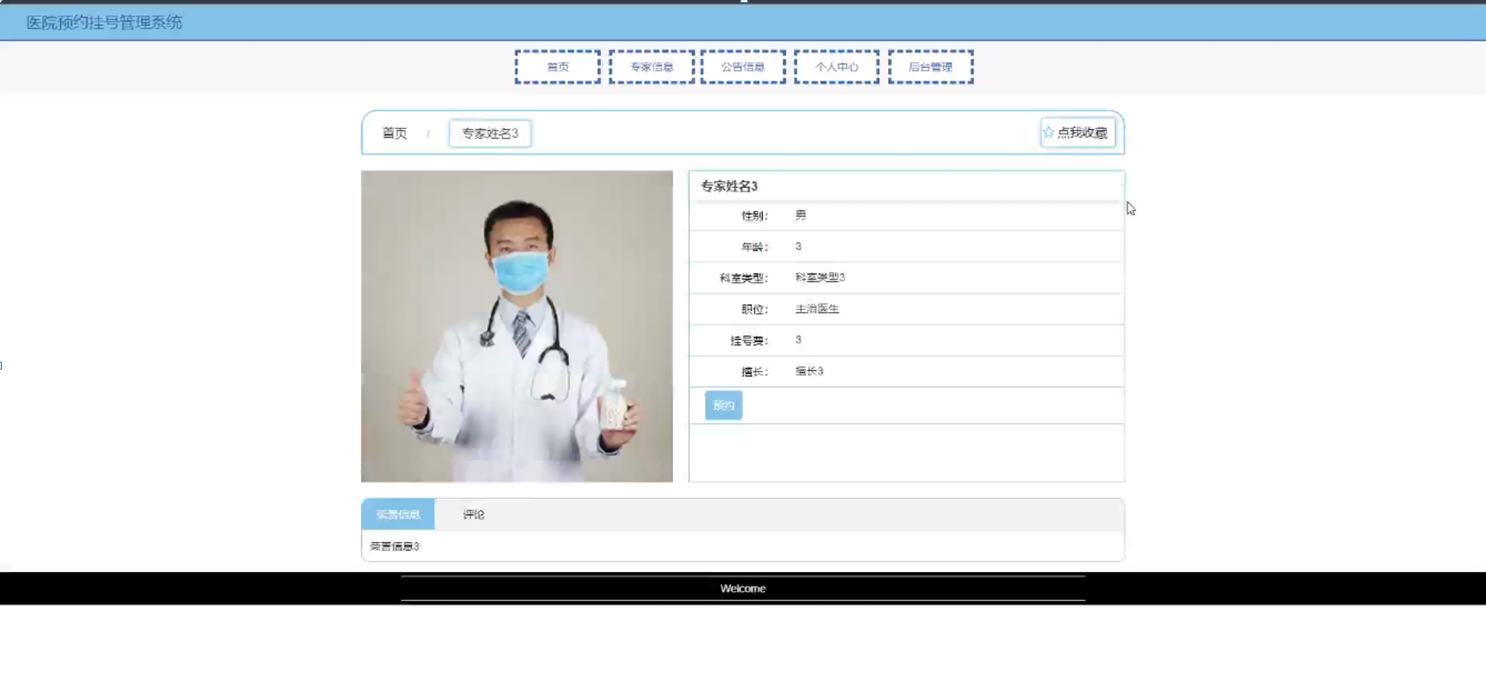 医院预约挂号管理系统
首页 专家信息 公告信息 个人中心 后台管理
首页 / 专家姓名3 点我收藏
专家姓名3
性别： 男
年龄： 3
科室类型： 科室类型3
职位： 主治医生
挂号费： 3
擅长： 擅长3
预约
荣誉信息 评论
荣誉信息3
Welcome